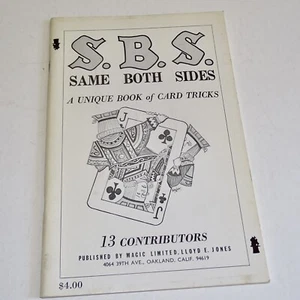 S.B.S.
SAME BOTH SIDES
A UNIQUE BOOK of CARD TRICKS
J
J
13 CONTRIBUTORS
PUBLISHED BY MAGIC LIMITED, LLOYD E. JONES
4064 39TH AVE., OAKLAND, CALIF. 94619
$4.00